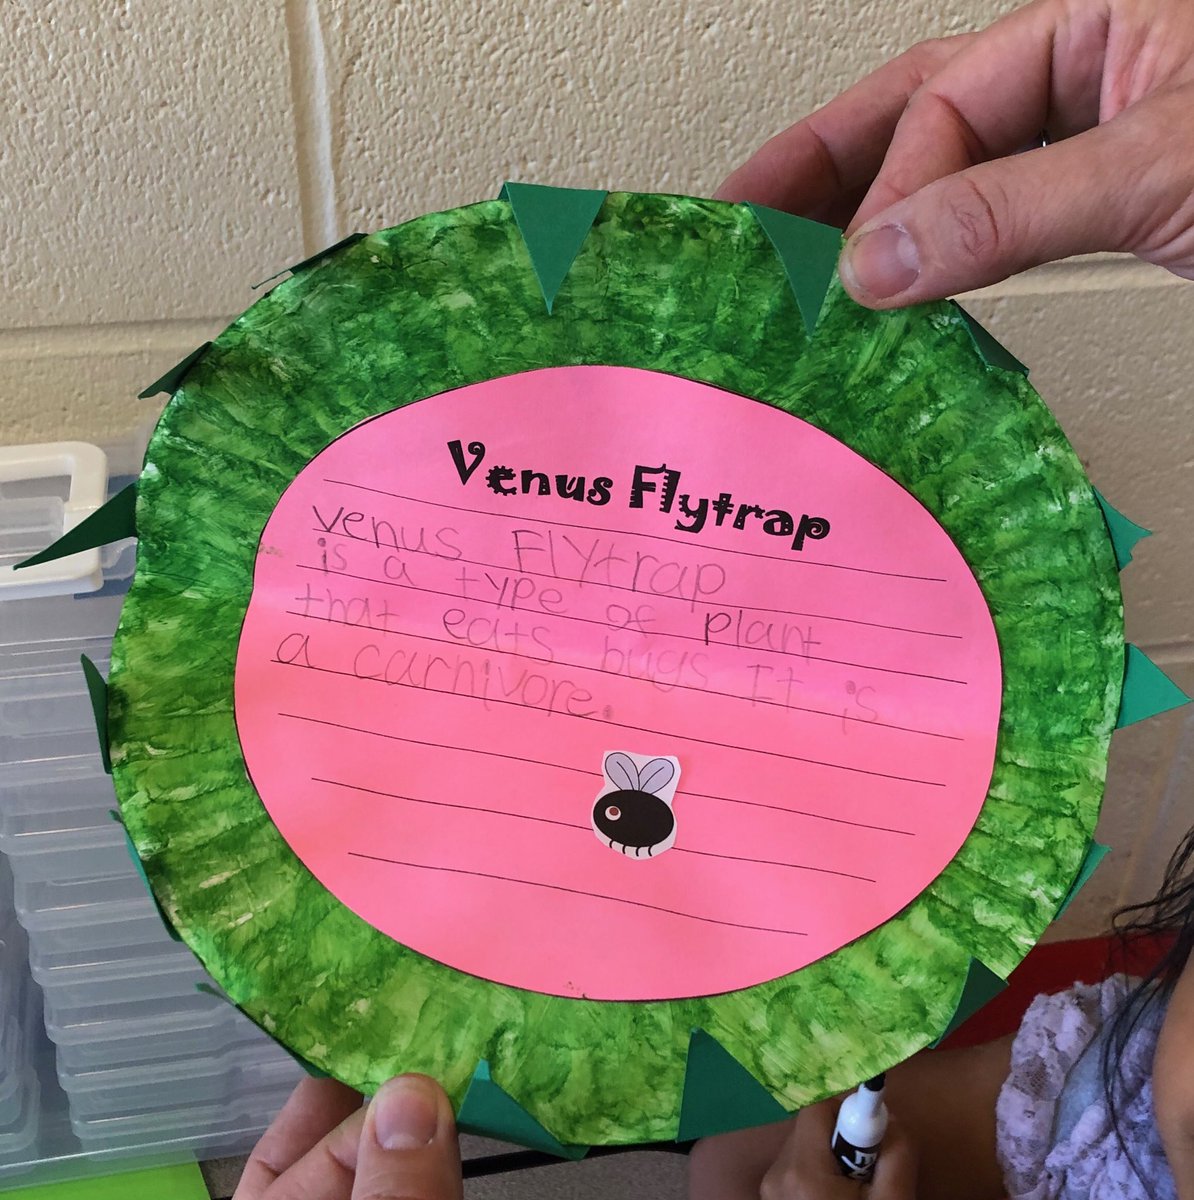 Venus Flytrap
venus FlYtrap
is a type of plant
that eats bugs It is
a carnivore.